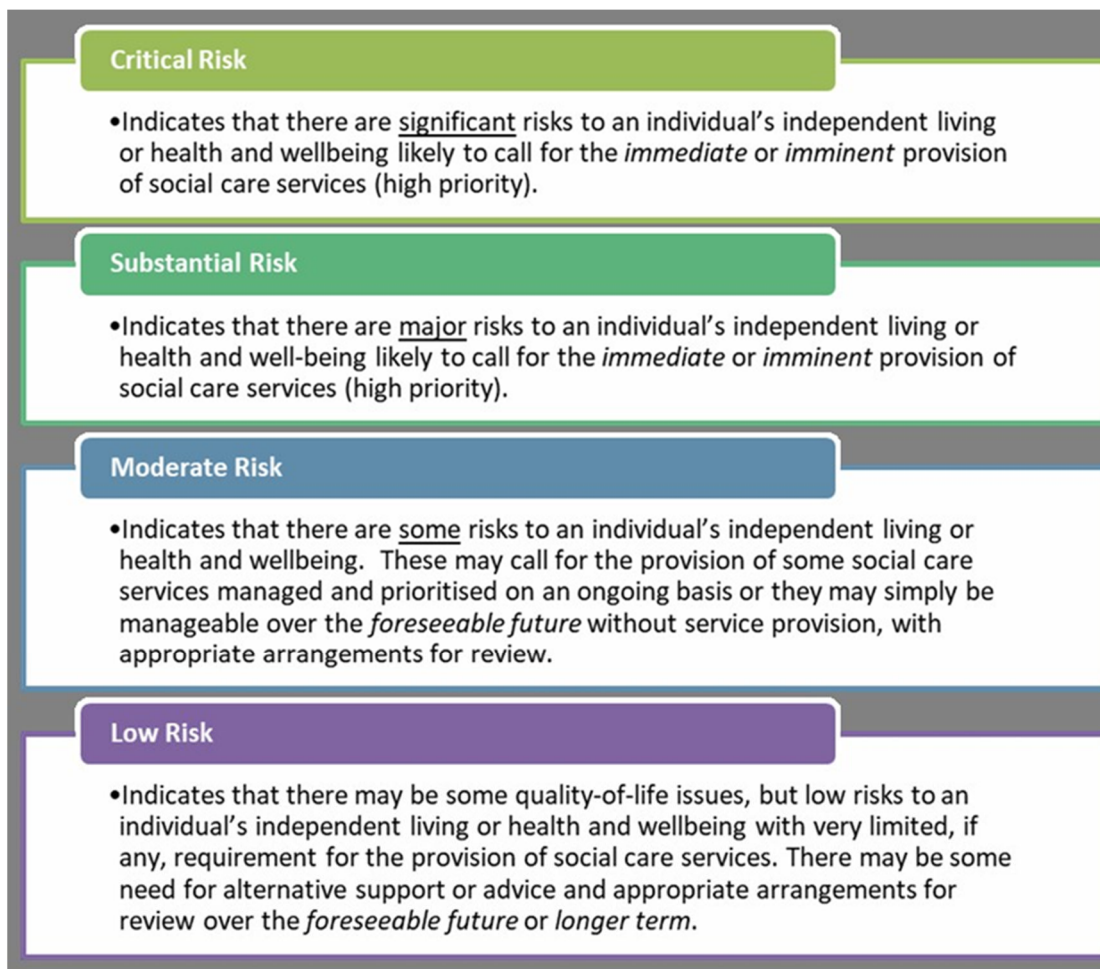 Critical Risk
•Indicates that there are significant risks to an individual’s independent living
or health and wellbeing likely to call for the immediate or imminent provision
of social care services (high priority).
Substantial Risk
•Indicates that there are major risks to an individual’s independent living or
health and well-being likely to call for the immediate or imminent provision of
social care services (high priority).
Moderate Risk
•Indicates that there are some risks to an individual’s independent living or
health and wellbeing.  These may call for the provision of some social care
services managed and prioritised on an ongoing basis or they may simply be
manageable over the foreseeable future without service provision, with
appropriate arrangements for review.
Low Risk
•Indicates that there may be some quality-of-life issues, but low risks to an
individual’s independent living or health and wellbeing with very limited, if
any, requirement for the provision of social care services. There may be some
need for alternative support or advice and appropriate arrangements for
review over the foreseeable future or longer term.